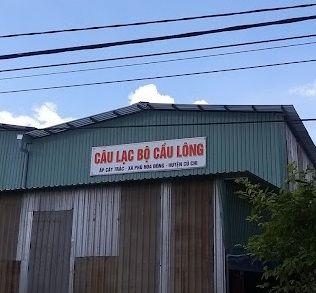 CÂU LẠC BỘ CẦU LÔNG
ẤP CÂY TRẮC - XÃ PHÚ HÒA ĐÔNG - HUYỆN CỦ CHI